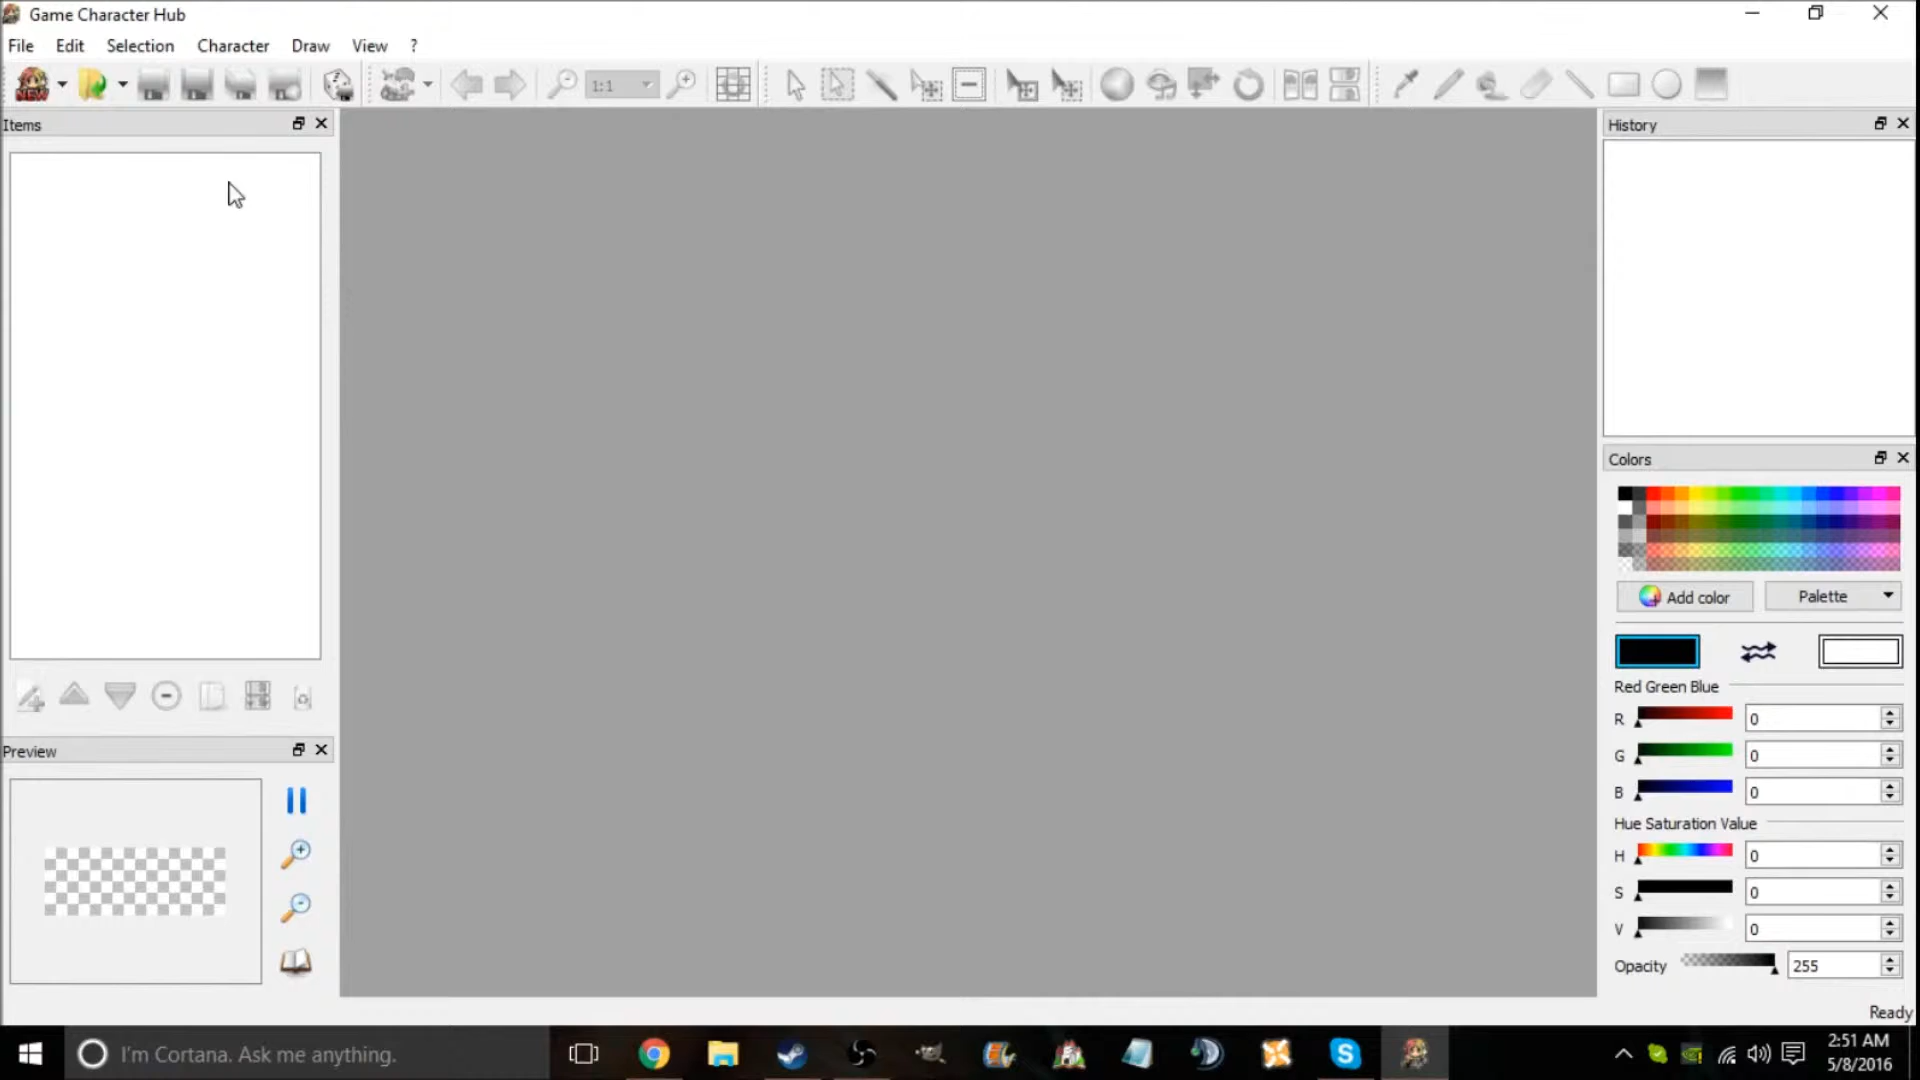 Game Character Hub
File Edit Selection Character Draw View ?
NEW 1:1
Items
History
Colors
Add color Palette
Red Green Blue
R 0
G 0
B 0
Hue Saturation Value
H 0
S 0
V 0
Opacity 255
Preview
Ready
I'm Cortana. Ask me anything.
2:51 AM
5/8/2016